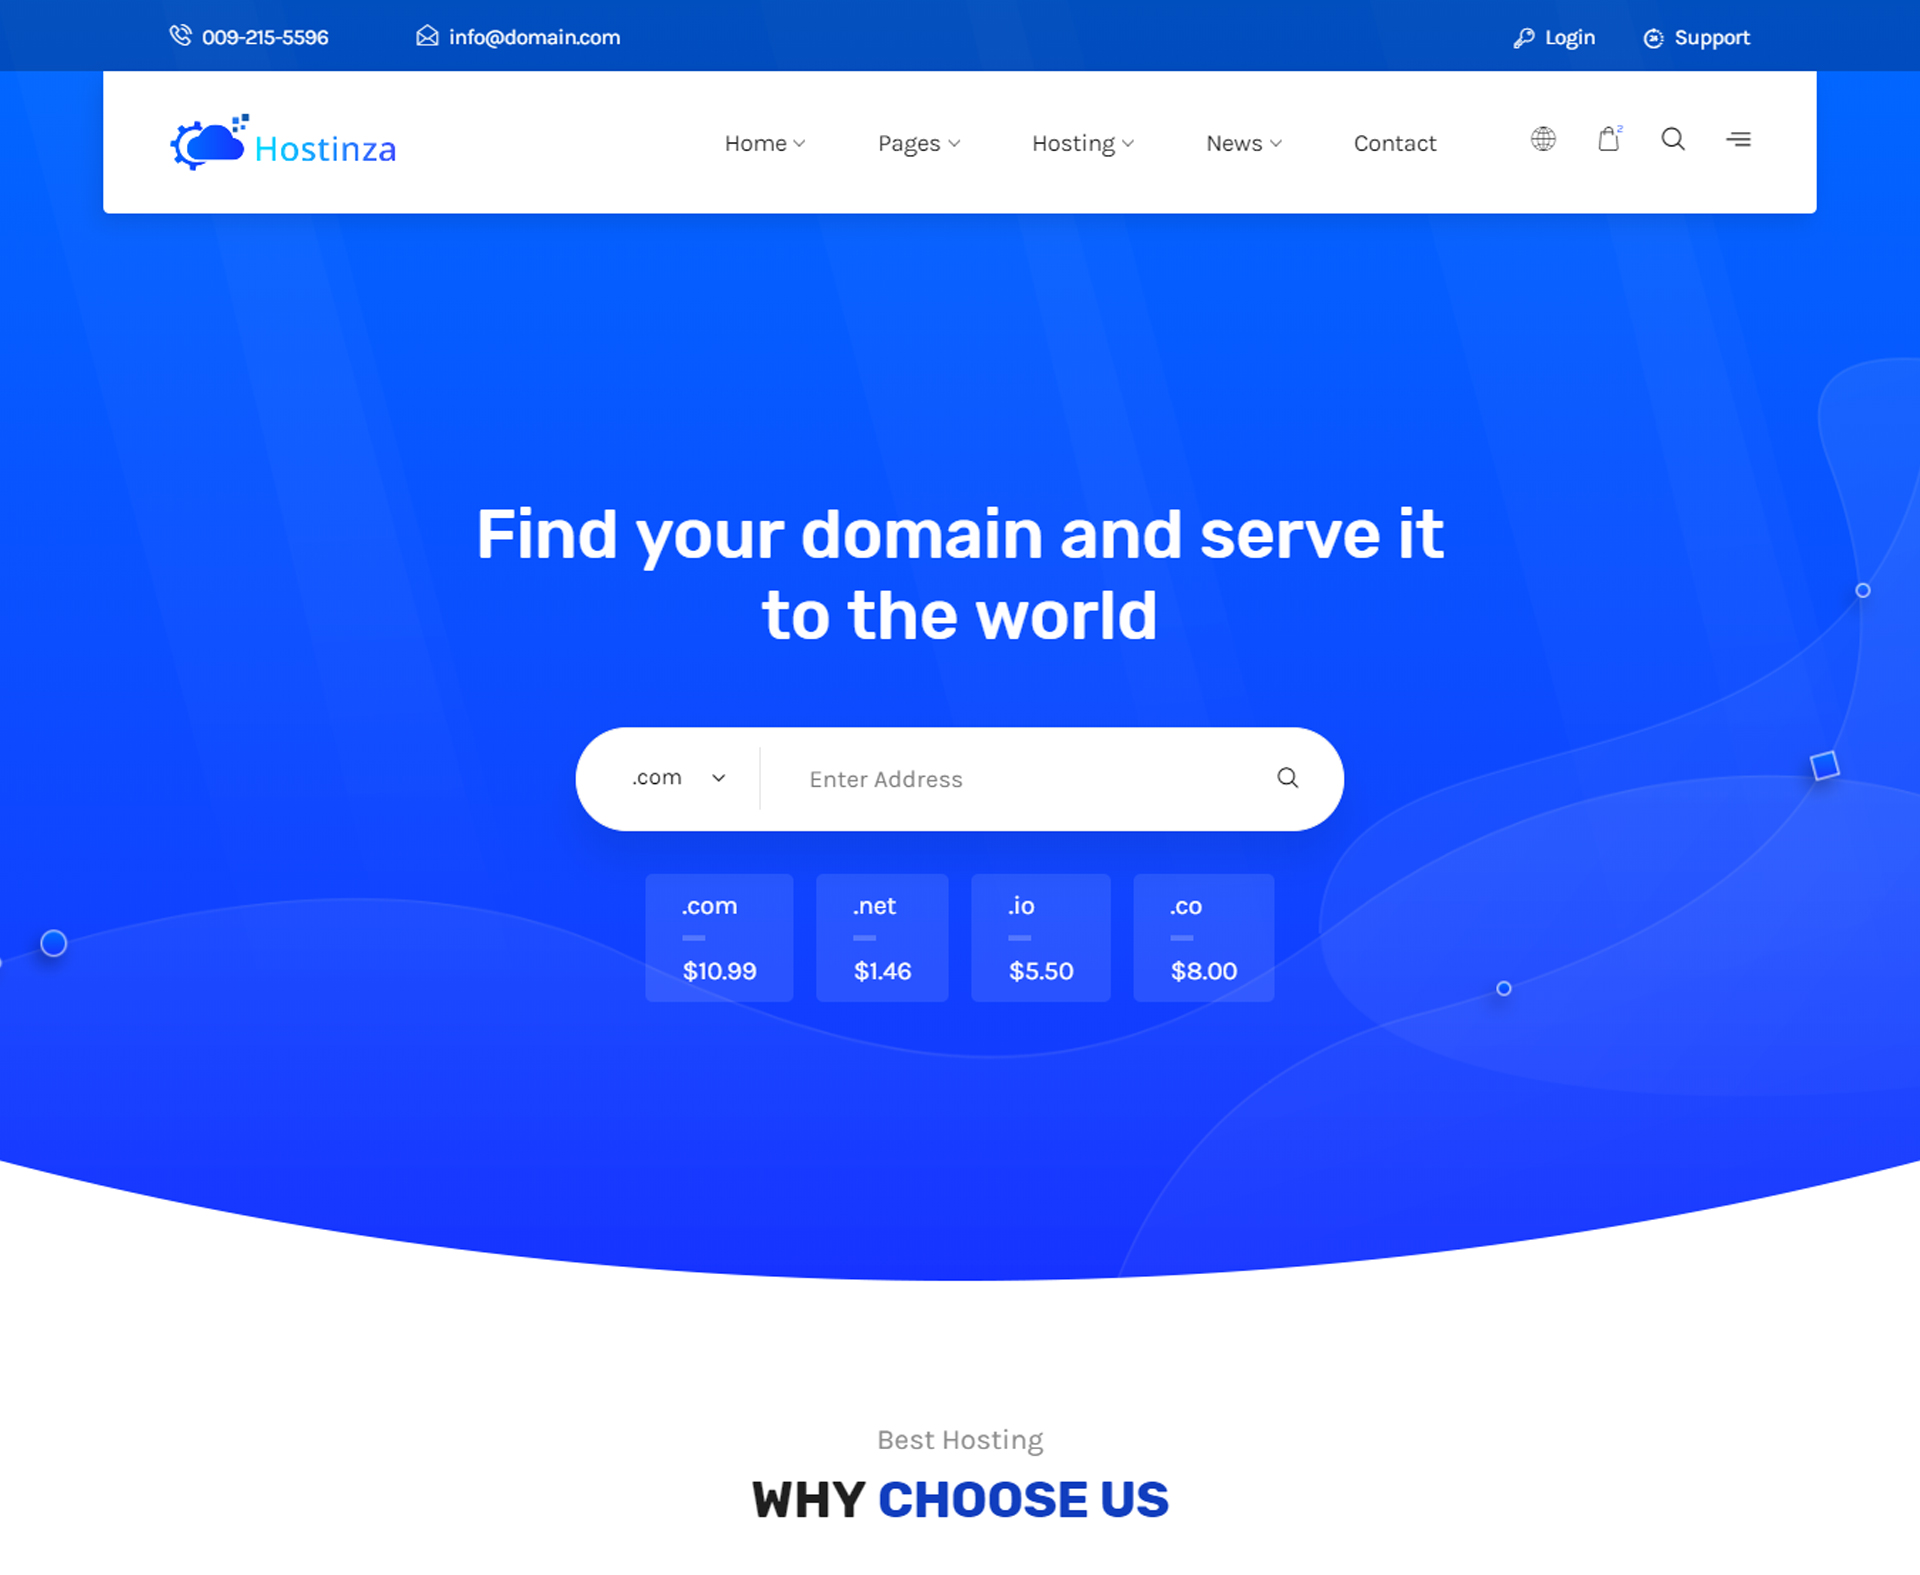 009-215-5596 info@domain.com Login Support
Hostinza Home Pages Hosting News Contact 2
Find your domain and serve it
to the world
.com Enter Address
.com .net .io .co
$10.99 $1.46 $5.50 $8.00
Best Hosting
WHY CHOOSE US